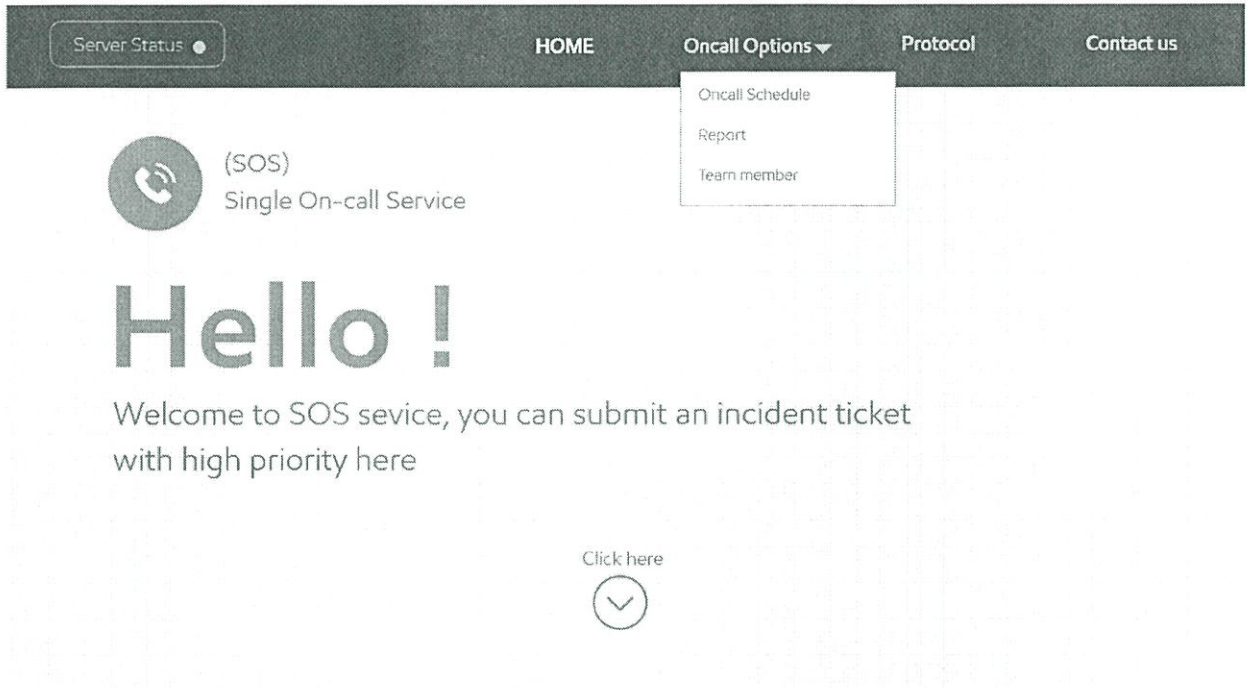 Server Status
HOME
Oncall Options
Protocol
Contact us
Oncall Schedule
Report
Team member
(SOS)
Single On-call Service
Hello !
Welcome to SOS sevice, you can submit an incident ticket
with high priority here
Click here